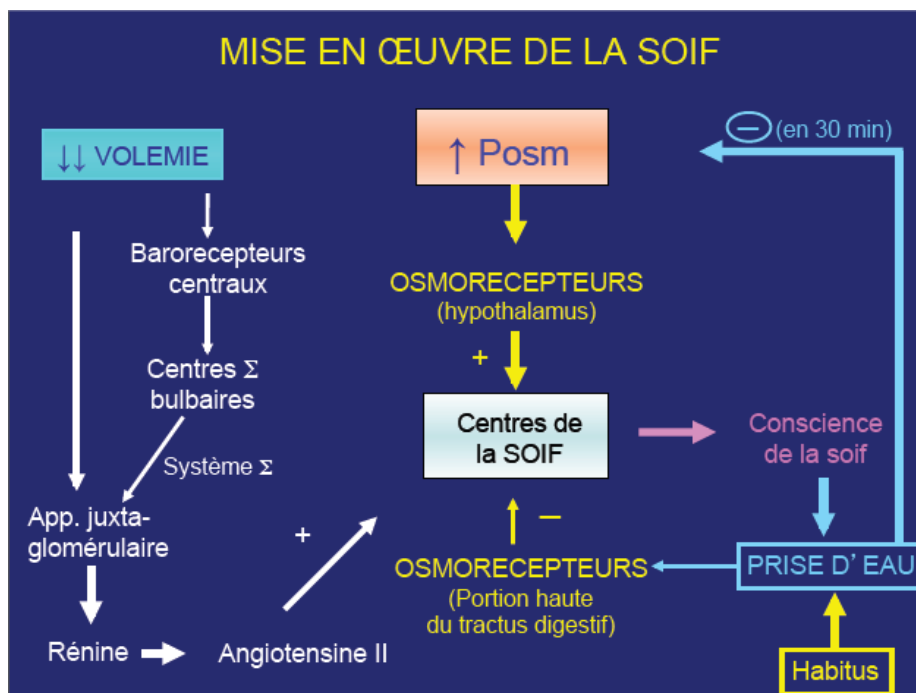 MISE EN ŒUVRE DE LA SOIF
↓↓ VOLEMIE
Barorecepteurs
centraux
Centres Σ
bulbaires
Système Σ
App. juxta-
glomérulaire
Rénine
Angiotensine II
+
↑ Posm
OSMORECEPTEURS
(hypothalamus)
+
Centres de
la SOIF
–
OSMORECEPTEURS
(Portion haute
du tractus digestif)
Conscience
de la soif
PRISE D' EAU
Habitus
– (en 30 min)